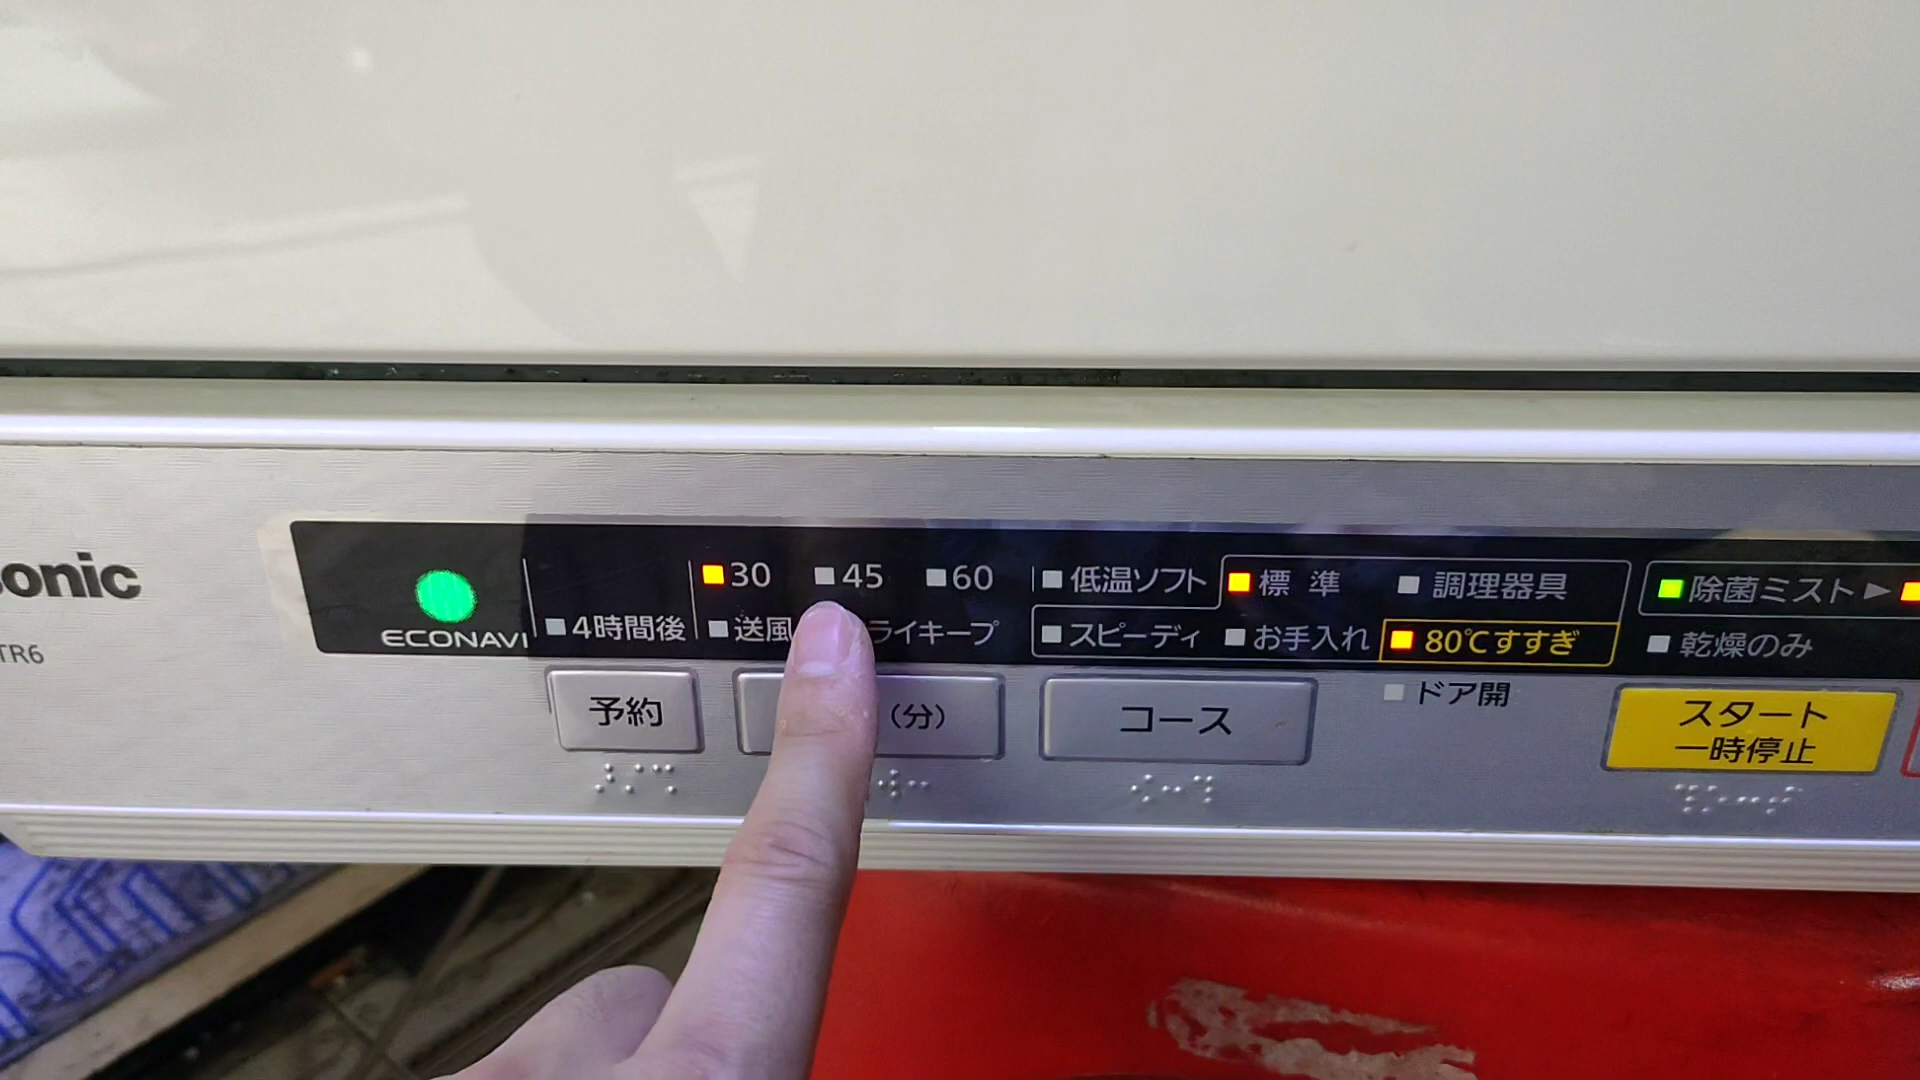 sonic
TR6
ECONAVI
4時間後
30 45 60
送風 ライキープ
低温ソフト 標準 調理器具
スピーディ お手入れ 80℃すすぎ
除菌ミスト▶
乾燥のみ
ドア開
予約
(分)
コース
スタート
一時停止